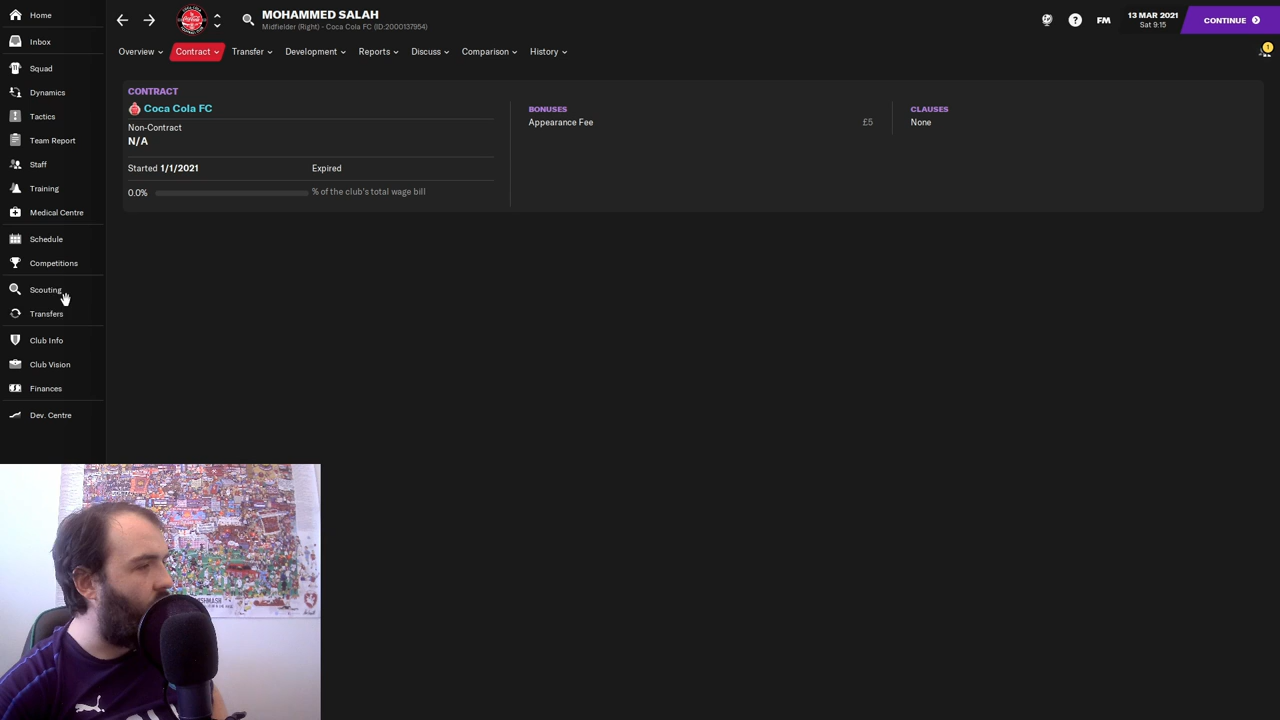 Home
Inbox
Squad
Dynamics
Tactics
Team Report
Staff
Training
Medical Centre
Schedule
Competitions
Scouting
Transfers
Club Info
Club Vision
Finances
Dev. Centre
MOHAMMED SALAH
Midfielder (Right) - Coca Cola FC (ID:2000137954)
FM
13 MAR 2021
Sat 9:15
CONTINUE
Overview
Contract
Transfer
Development
Reports
Discuss
Comparison
History
1
CONTRACT
Coca Cola FC
Non-Contract
N/A
Started 1/1/2021
Expired
0.0%
% of the club's total wage bill
BONUSES
Appearance Fee
£5
CLAUSES
None